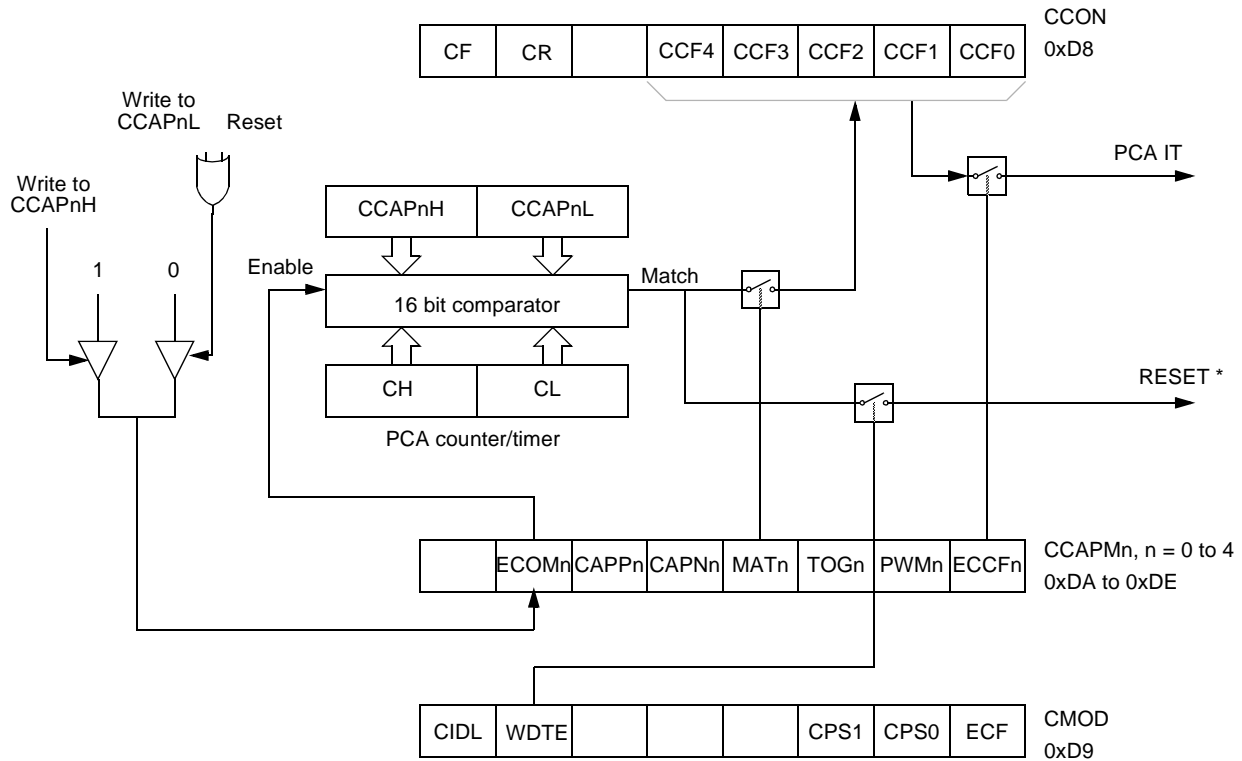 CCON
CF CR CCF4 CCF3 CCF2 CCF1 CCF0
0xD8
Write to
CCAPnL Reset
PCA IT
Write to
CCAPnH
CCAPnH CCAPnL
1 0 Enable
Match
16 bit comparator
CH CL
RESET *
PCA counter/timer
ECOMn CAPPn CAPNn MATn TOGn PWMn ECCFn
CCAPMn, n = 0 to 4
0xDA to 0xDE
CIDL WDTE CPS1 CPS0 ECF
CMOD
0xD9